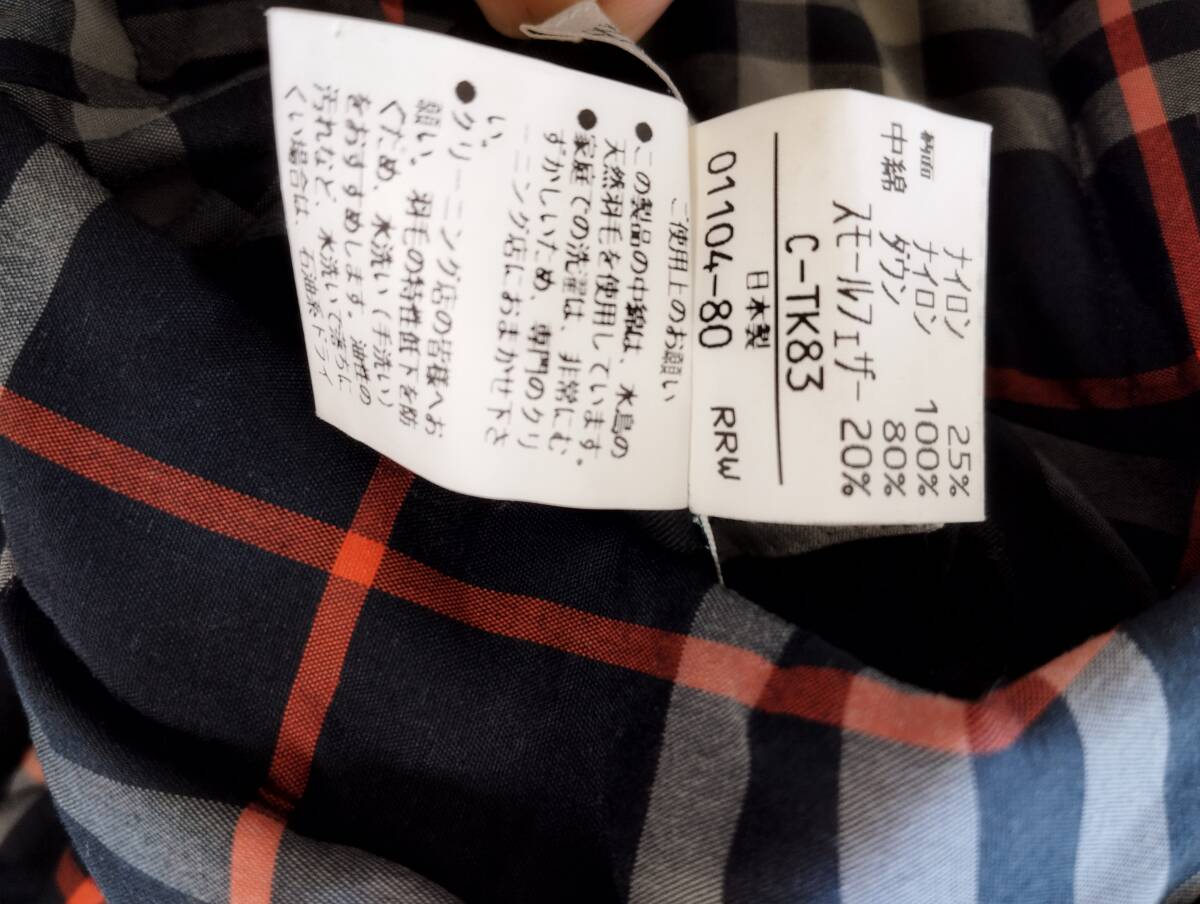 ナイロン 25%
柄面 ナイロン 100%
中綿 ダウン 80%
スモールフェザー 20%
C-TK83
日本製
01104-80 RRW
ご使用上のお願い
●この製品の中綿は、水鳥の
天然羽毛を使用しています。
●家庭での洗濯は、非常にむ
ずかしいため、専門のクリ
ーニング店におまかせ下さ
い。
●クリーニング店の皆様へお
願い。羽毛の特性低下を防
ぐため、水洗い(手洗い)
をおすすめします。油性の
汚れなど、水洗いで落ちに
くい場合は、石油系ドライ